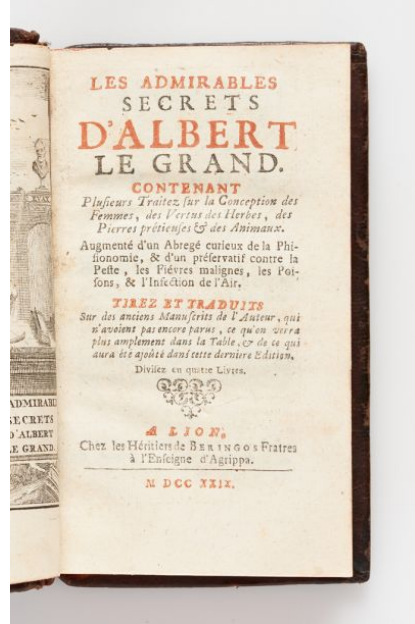 LES ADMIRABLES
SECRETS
D'ALBERT
LE GRAND.
CONTENANT
Pluſieurs Traitez ſur la Conception des
Femmes, des Vertus des Herbes, des
Pierres prétieuſes & des Animaux.
Augmenté d'un Abregé curieux de la Phi-
ſionomie, & d'un préſervatif contre la
Peſte, les Fiévres malignes, les Poi-
ſons, & l'Infection de l'Air.
TIREZ ET TRADUITS
Sur des anciens Manuſcrits de l'Auteur, qui
n'avoient pas encore parus, ce qu'on verra
plus amplement dans la Table, & de ce qui
aura été ajoûté dans cette derniere Edition.
Diviſez en quatre Livres.
A LION,
Chez les Héritiers de BERINGOS Fratres
à l'Enſeigne d'Agrippa.
M DCC XXIX.
ADMIRABL
SECRETS
D'ALBERT
LE GRAND